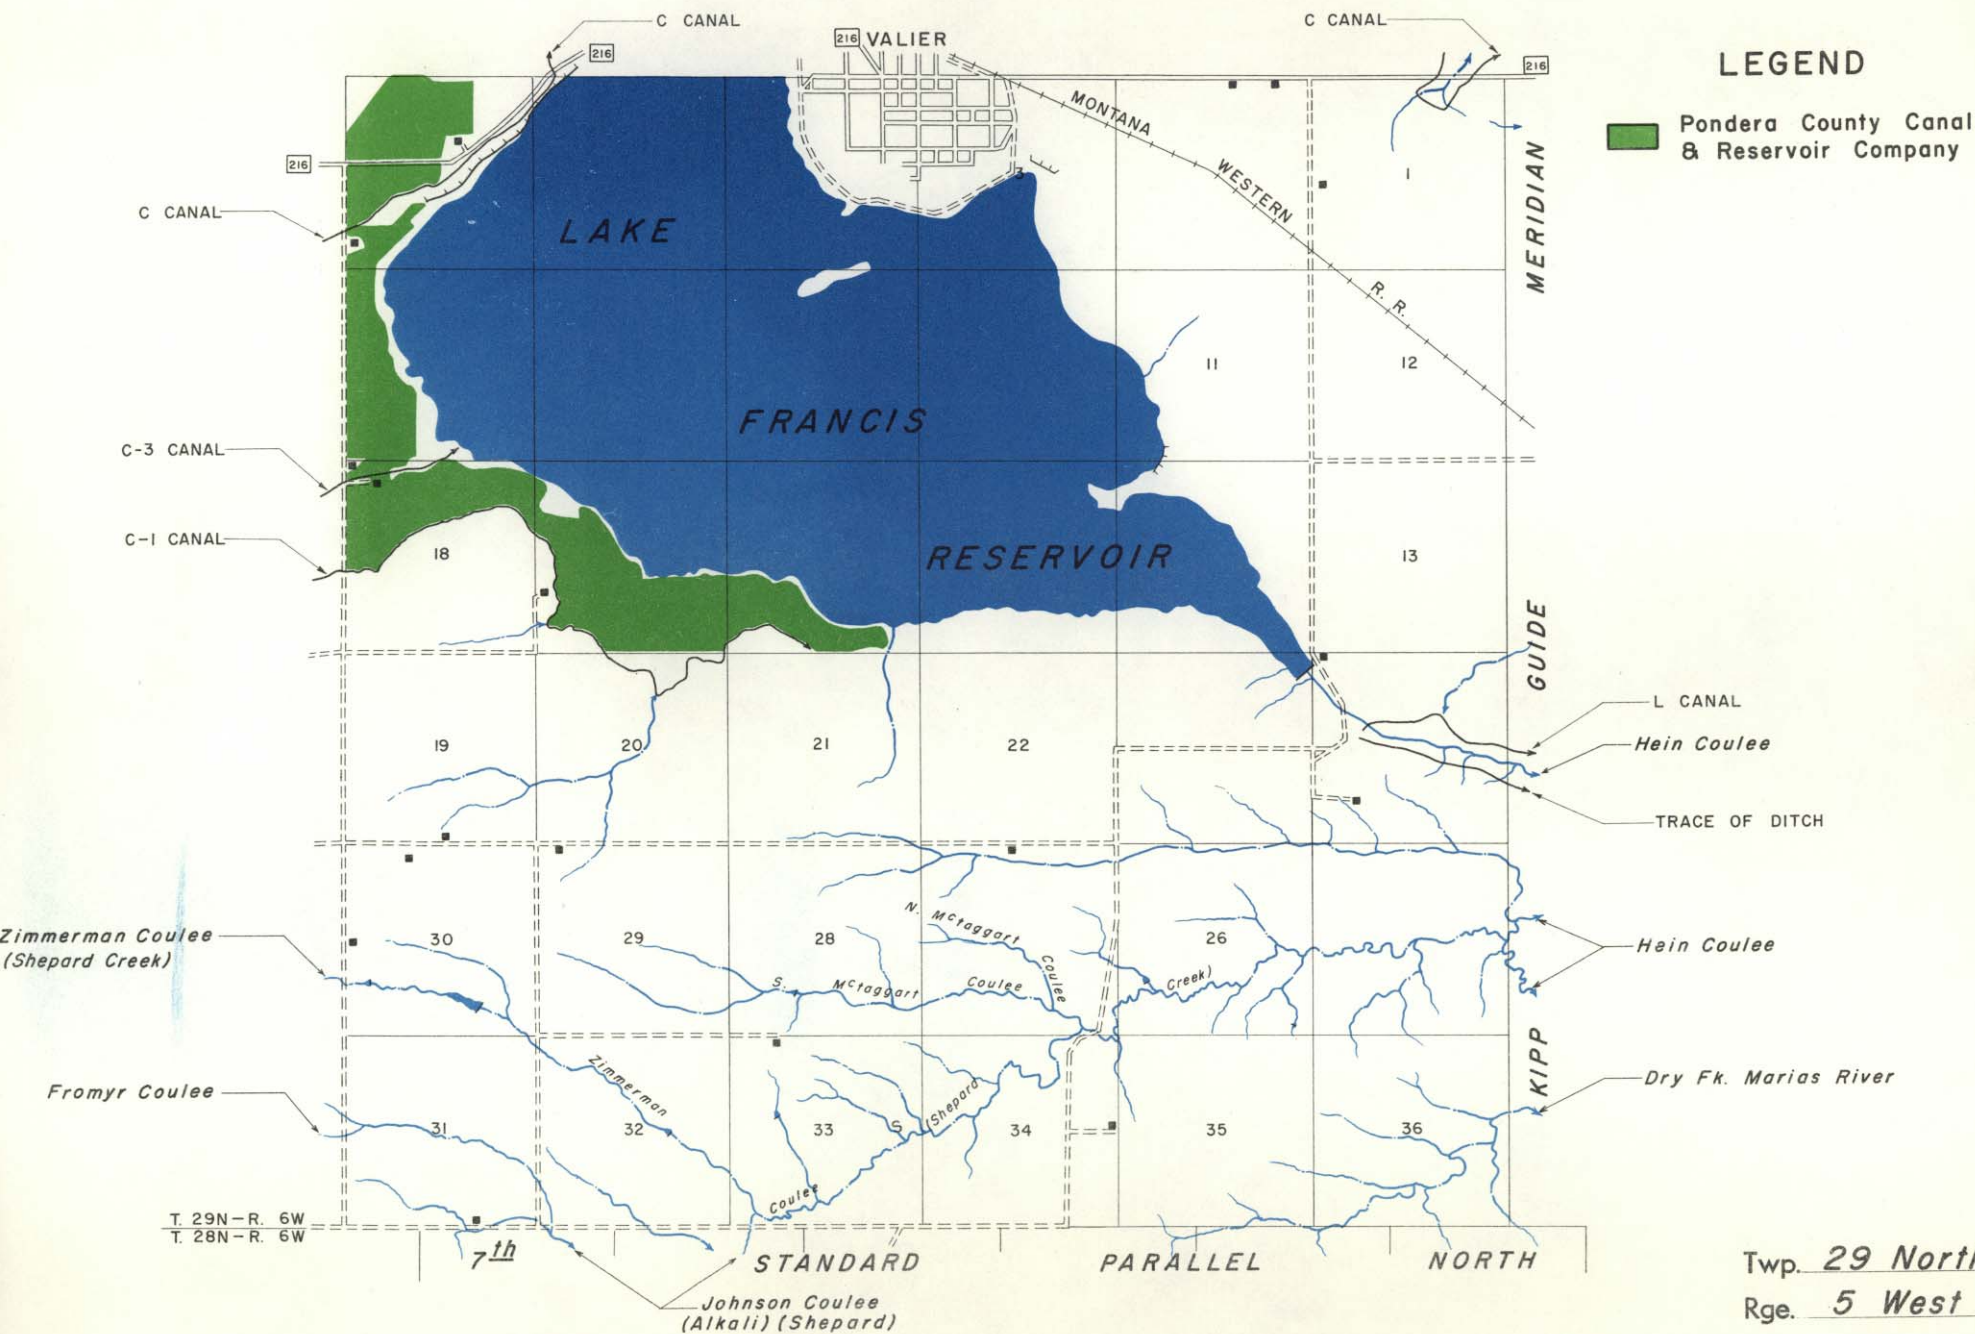 C CANAL
C CANAL
216
216 VALIER
216
LEGEND
Pondera County Canal
& Reservoir Company
MONTANA
WESTERN
R. R.
216
C CANAL
3
1
LAKE
MERIDIAN
11
12
FRANCIS
C-3 CANAL
C-1 CANAL
18
RESERVOIR
13
GUIDE
L CANAL
Hein Coulee
TRACE OF DITCH
19
20
21
22
Zimmerman Coulee
(Shepard Creek)
30
29
28
26
N. McTaggart
Coulee
S. McTaggart Coulee
Creek)
Hein Coulee
KIPP
Dry Fk. Marias River
Fromyr Coulee
31
32
33
34
35
36
Zimmerman
Coulee
(Shepard
S
T. 29N-R. 6W
T. 28N-R. 6W
7th STANDARD PARALLEL NORTH
Johnson Coulee
(Alkali) (Shepard)
Twp. 29 North
Rge. 5 West